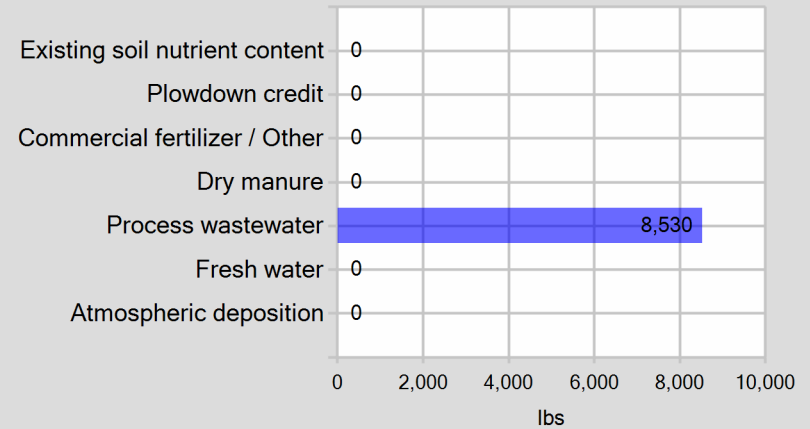 Existing soil nutrient content 0
Plowdown credit 0
Commercial fertilizer / Other 0
Dry manure 0
Process wastewater 8,530
Fresh water 0
Atmospheric deposition 0
0 2,000 4,000 6,000 8,000 10,000
lbs